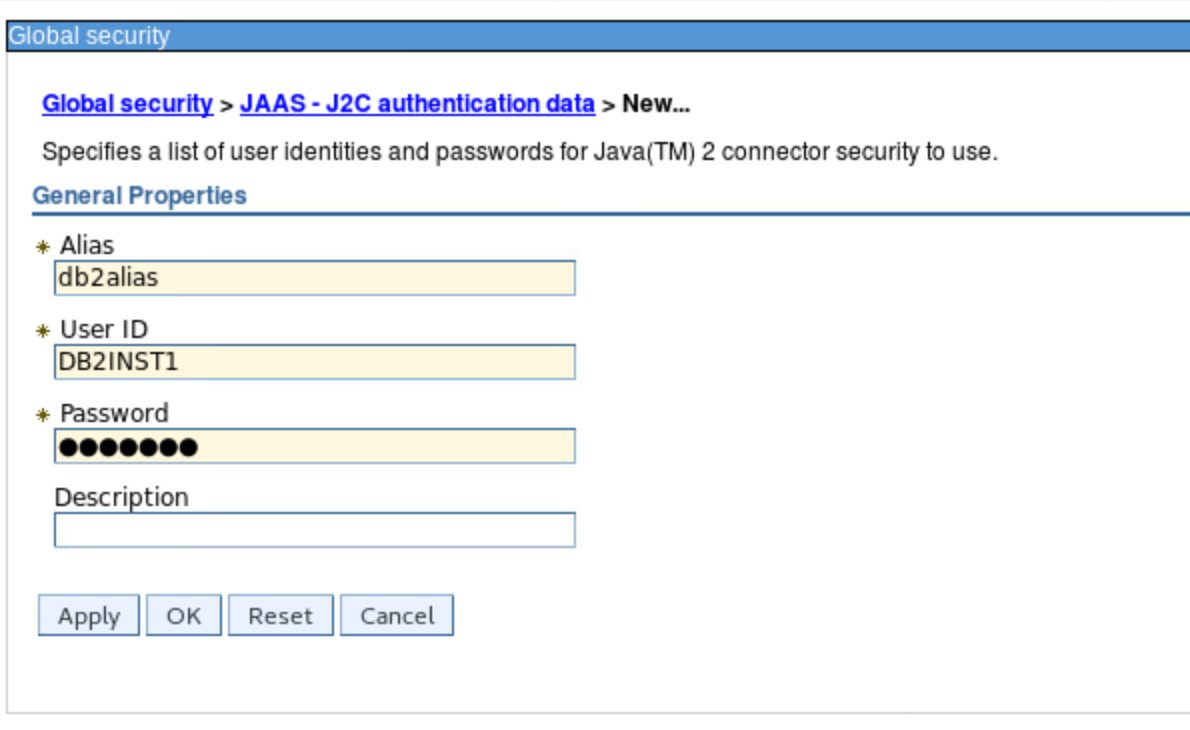 Global security
Global security > JAAS - J2C authentication data > New...
Specifies a list of user identities and passwords for Java(TM) 2 connector security to use.
General Properties
* Alias
db2alias
* User ID
DB2INST1
* Password
●●●●●●●
Description
Apply OK Reset Cancel